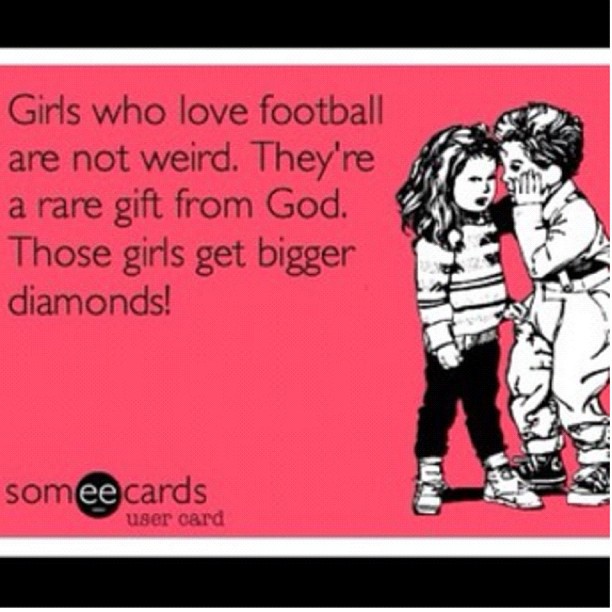 Girls who love football
are not weird. They're
a rare gift from God.
Those girls get bigger
diamonds!
someecards
user card